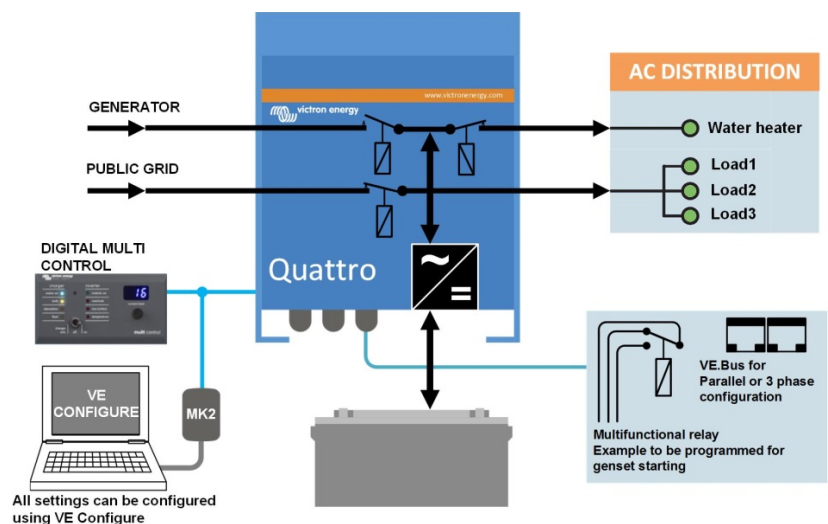 AC DISTRIBUTION
www.victronenergy.com
victron energy
GENERATOR
Water heater
PUBLIC GRID
Load1
Load2
Load3
DIGITAL MULTI
CONTROL
Quattro
16
multi control
VE
CONFIGURE
MK2
VE.Bus for
Parallel or 3 phase
configuration
Multifunctional relay
Example to be programmed for
genset starting
All settings can be configured
using VE Configure